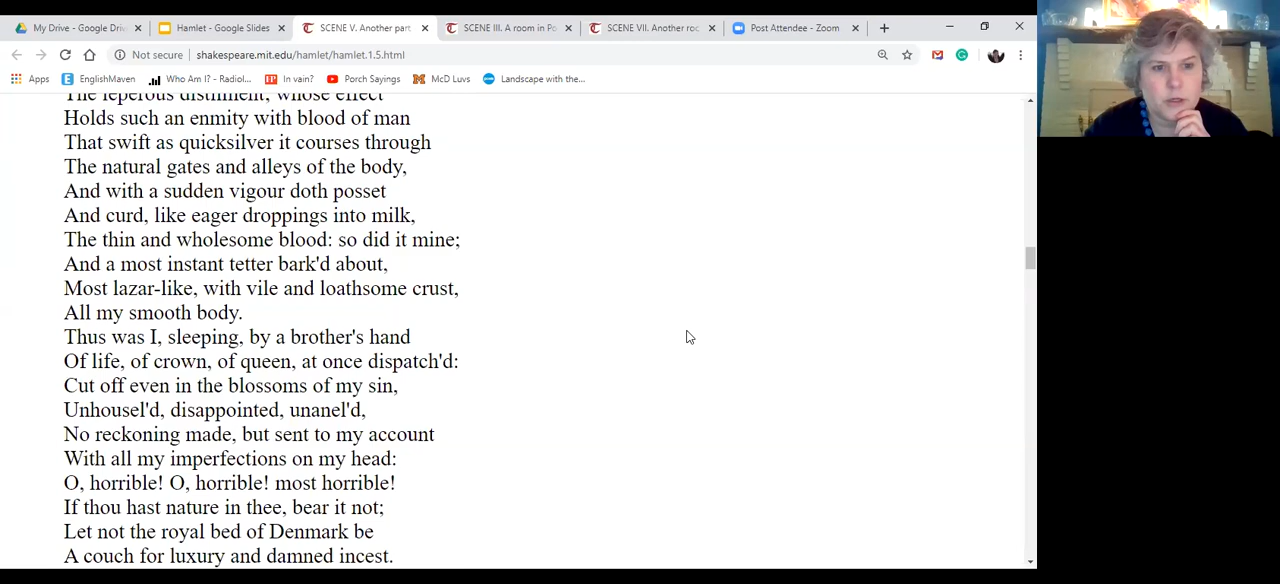 My Drive - Google Driv
Hamlet - Google Slides
SCENE V. Another part
SCENE III. A room in Po
SCENE VII. Another roc
Post Attendee - Zoom
Not secure
shakespeare.mit.edu/hamlet/hamlet.1.5.html
Apps
EnglishMaven
Who Am I? - Radiol...
In vain?
Porch Sayings
McD Luvs
Landscape with the...
The leperous distilment; whose effect
Holds such an enmity with blood of man
That swift as quicksilver it courses through
The natural gates and alleys of the body,
And with a sudden vigour doth posset
And curd, like eager droppings into milk,
The thin and wholesome blood: so did it mine;
And a most instant tetter bark'd about,
Most lazar-like, with vile and loathsome crust,
All my smooth body.
Thus was I, sleeping, by a brother's hand
Of life, of crown, of queen, at once dispatch'd:
Cut off even in the blossoms of my sin,
Unhousel'd, disappointed, unanel'd,
No reckoning made, but sent to my account
With all my imperfections on my head:
O, horrible! O, horrible! most horrible!
If thou hast nature in thee, bear it not;
Let not the royal bed of Denmark be
A couch for luxury and damned incest.